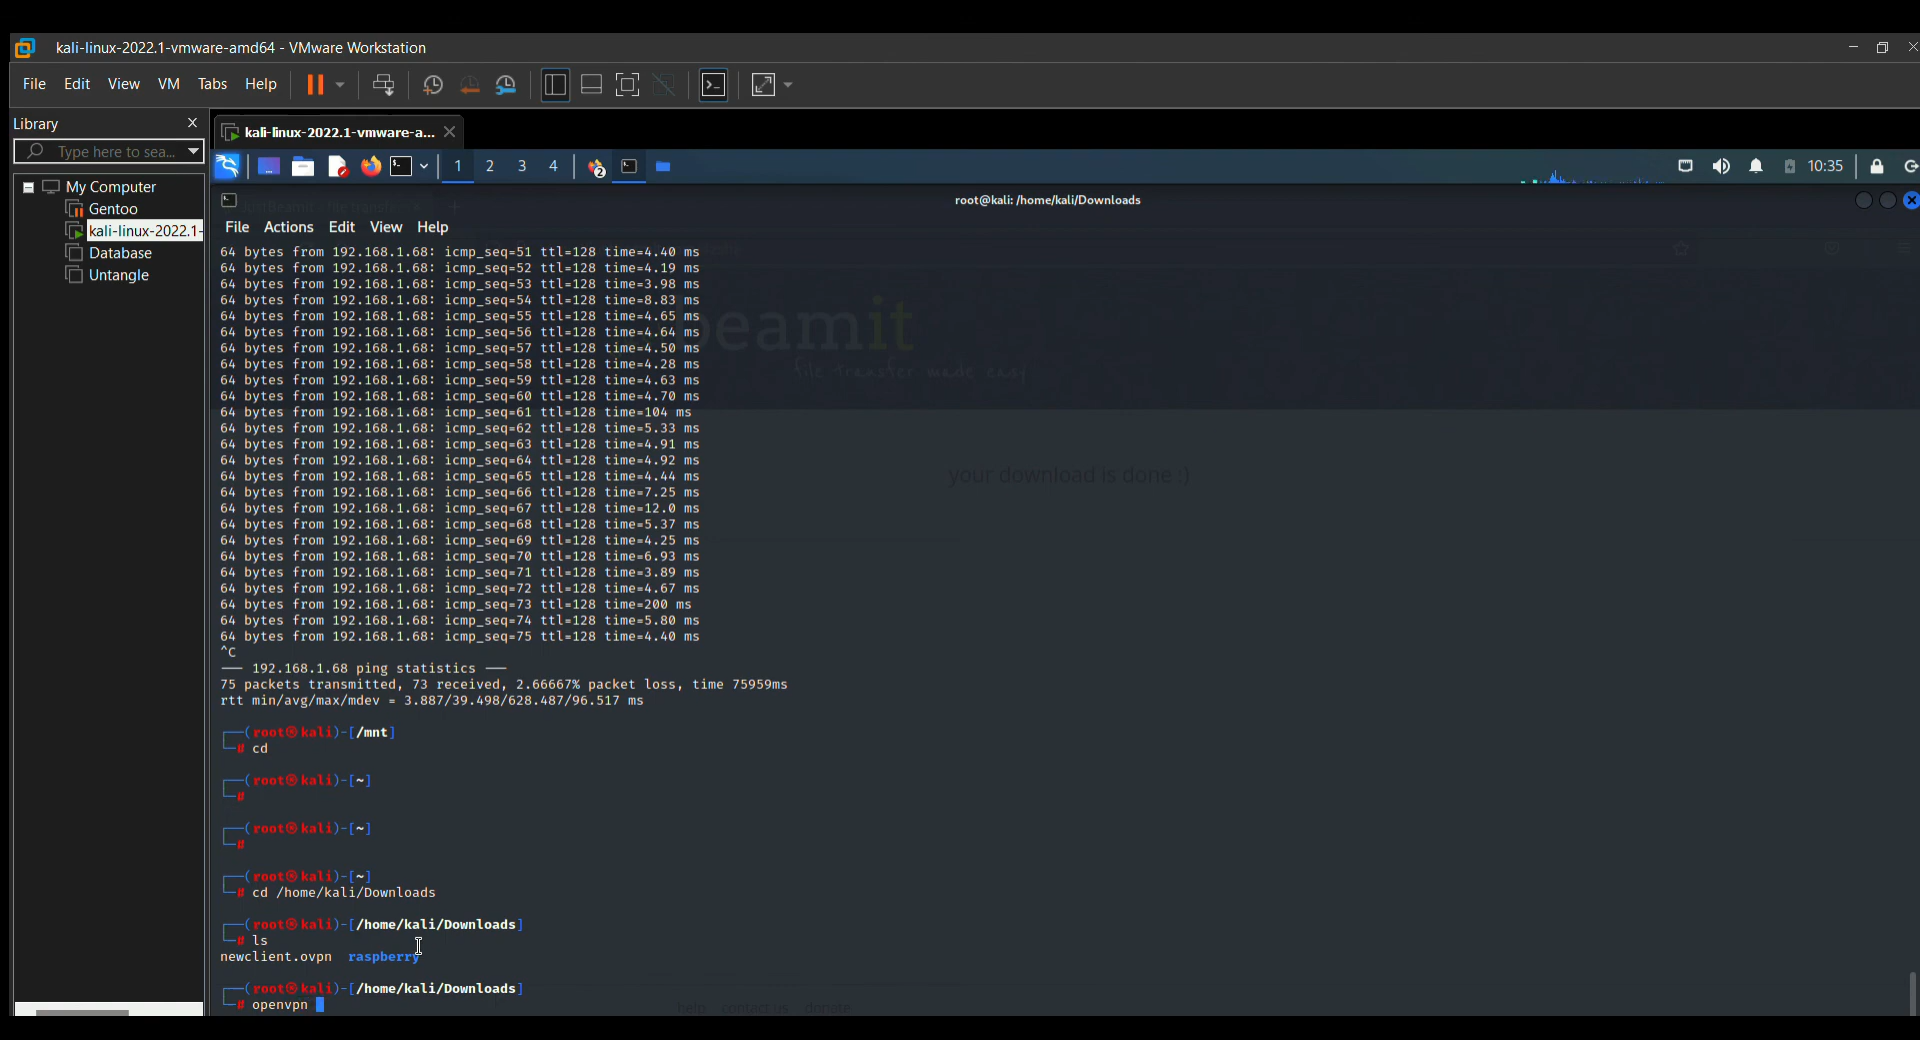 kali-linux-2022.1-vmware-amd64 - VMware Workstation
File Edit View VM Tabs Help
Library
kali-linux-2022.1-vmware-a...
Type here to sea...
1 2 3 4
2
10:35
My Computer
Gentoo
kali-linux-2022.1-
Database
Untangle
root@kali: /home/kali/Downloads
File Actions Edit View Help
64 bytes from 192.168.1.68: icmp_seq=51 ttl=128 time=4.40 ms
64 bytes from 192.168.1.68: icmp_seq=52 ttl=128 time=4.19 ms
64 bytes from 192.168.1.68: icmp_seq=53 ttl=128 time=3.98 ms
64 bytes from 192.168.1.68: icmp_seq=54 ttl=128 time=8.83 ms
64 bytes from 192.168.1.68: icmp_seq=55 ttl=128 time=4.65 ms
64 bytes from 192.168.1.68: icmp_seq=56 ttl=128 time=4.64 ms
64 bytes from 192.168.1.68: icmp_seq=57 ttl=128 time=4.50 ms
64 bytes from 192.168.1.68: icmp_seq=58 ttl=128 time=4.28 ms
64 bytes from 192.168.1.68: icmp_seq=59 ttl=128 time=4.63 ms
64 bytes from 192.168.1.68: icmp_seq=60 ttl=128 time=4.70 ms
64 bytes from 192.168.1.68: icmp_seq=61 ttl=128 time=104 ms
64 bytes from 192.168.1.68: icmp_seq=62 ttl=128 time=5.33 ms
64 bytes from 192.168.1.68: icmp_seq=63 ttl=128 time=4.91 ms
64 bytes from 192.168.1.68: icmp_seq=64 ttl=128 time=4.92 ms
64 bytes from 192.168.1.68: icmp_seq=65 ttl=128 time=4.44 ms
64 bytes from 192.168.1.68: icmp_seq=66 ttl=128 time=7.25 ms
64 bytes from 192.168.1.68: icmp_seq=67 ttl=128 time=12.0 ms
64 bytes from 192.168.1.68: icmp_seq=68 ttl=128 time=5.37 ms
64 bytes from 192.168.1.68: icmp_seq=69 ttl=128 time=4.25 ms
64 bytes from 192.168.1.68: icmp_seq=70 ttl=128 time=6.93 ms
64 bytes from 192.168.1.68: icmp_seq=71 ttl=128 time=3.89 ms
64 bytes from 192.168.1.68: icmp_seq=72 ttl=128 time=4.67 ms
64 bytes from 192.168.1.68: icmp_seq=73 ttl=128 time=200 ms
64 bytes from 192.168.1.68: icmp_seq=74 ttl=128 time=5.80 ms
64 bytes from 192.168.1.68: icmp_seq=75 ttl=128 time=4.40 ms
^C
--- 192.168.1.68 ping statistics ---
75 packets transmitted, 73 received, 2.66667% packet loss, time 75959ms
rtt min/avg/max/mdev = 3.887/39.498/628.487/96.517 ms
┌──(root㉿kali)-[/mnt]
└─# cd
┌──(root㉿kali)-[~]
└─#
┌──(root㉿kali)-[~]
└─#
┌──(root㉿kali)-[~]
└─# cd /home/kali/Downloads
┌──(root㉿kali)-[/home/kali/Downloads]
└─# ls
newclient.ovpn raspberry
┌──(root㉿kali)-[/home/kali/Downloads]
└─# openvpn
beamit
file transfer made easy
your download is done :)
help contact us donate